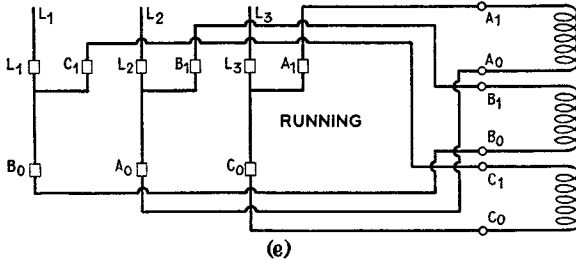 L1 L2 L3 A1
L1 C1 L2 B1 L3 A1
A0
B1
RUNNING
B0
B0 A0 C0 C1
C0
(e)